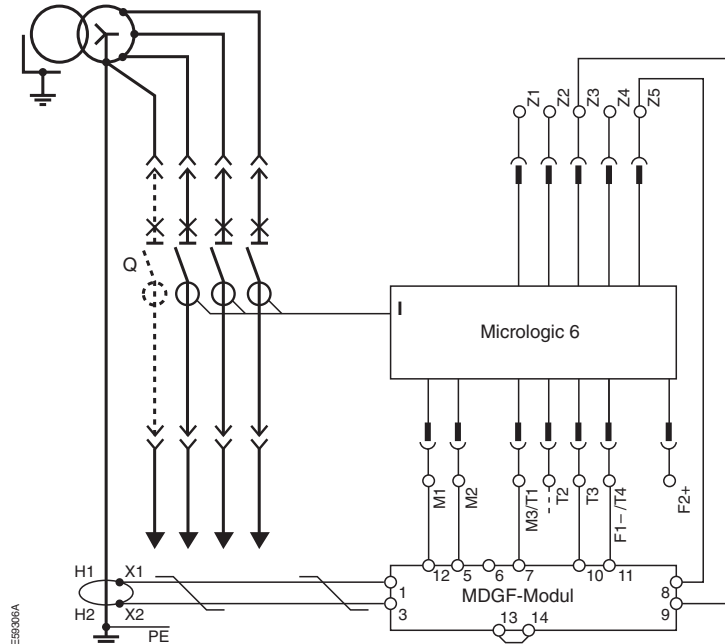 Z1
Z2
Z3
Z4
Z5
Q
I
Micrologic 6
M1
M2
M3/T1
T2
T3
F1– /T4
F2+
H1 X1
12 5 6 7 10 11
1 MDGF-Modul 8
H2 X2 3 9
13 14
PE
E59306A